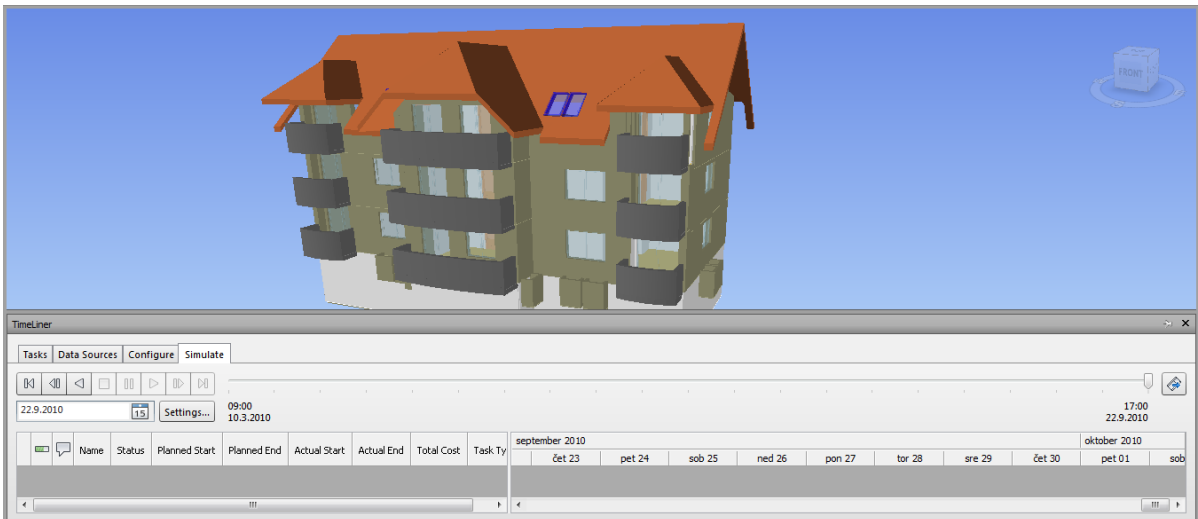 FRONT
TimeLiner
Tasks Data Sources Configure Simulate
22.9.2010 15 Settings... 09:00 10.3.2010 17:00 22.9.2010
Name Status Planned Start Planned End Actual Start Actual End Total Cost Task Ty
september 2010 oktober 2010
čet 23 pet 24 sob 25 ned 26 pon 27 tor 28 sre 29 čet 30 pet 01 sob